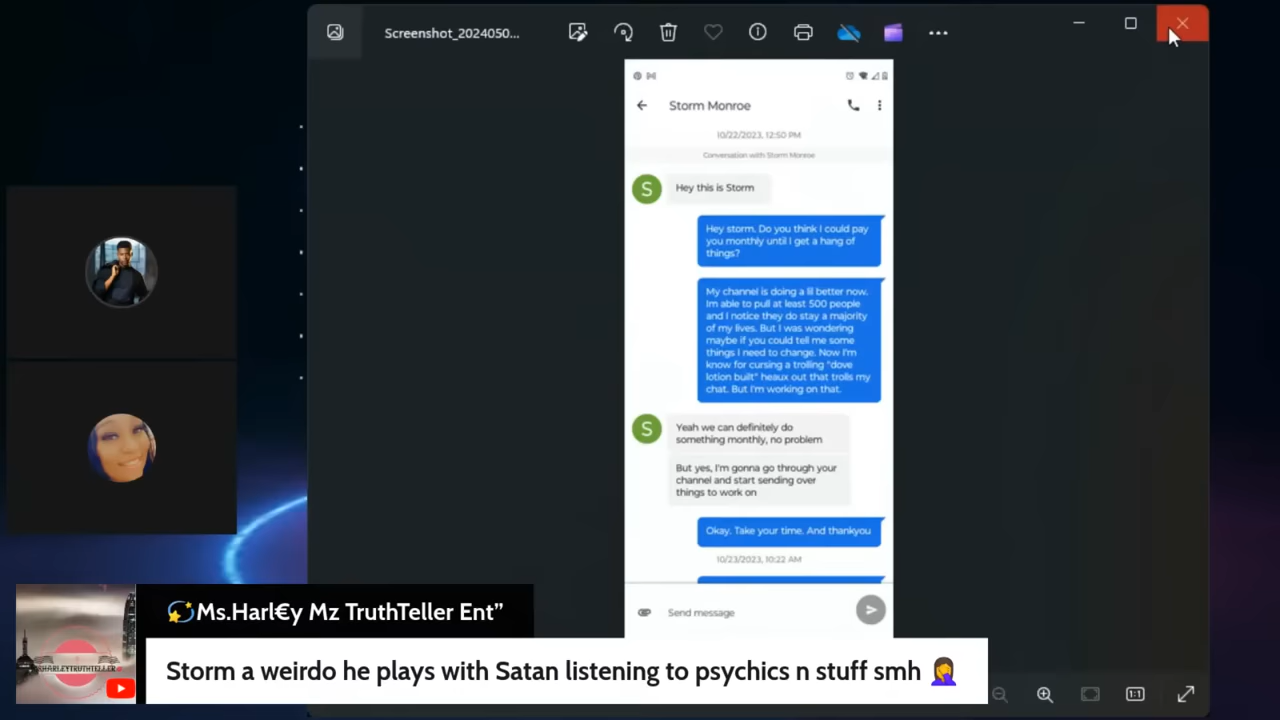 Screenshot_2024050...
Storm Monroe
10/22/2023, 12:50 PM
Conversation with Storm Monroe
S
Hey this is Storm
Hey storm. Do you think I could pay
you monthly until I get a hang of
things?
My channel is doing a lil better now.
Im able to pull at least 500 people
and I notice they do stay a majority
of my lives. But I was wondering
maybe if you could tell me some
things I need to change. Now I'm
know for cursing a trolling "dove
lotion built" heaux out that trolls my
chat. But I'm working on that.
S
Yeah we can definitely do
something monthly, no problem
But yes, I'm gonna go through your
channel and start sending over
things to work on
Okay. Take your time. And thankyou
10/23/2023, 10:22 AM
Send message
💫Ms.Harl€y Mz TruthTeller Ent”
HARLEYTRUTHTELLER
Storm a weirdo he plays with Satan listening to psychics n stuff smh 🤦‍♀️
1:1